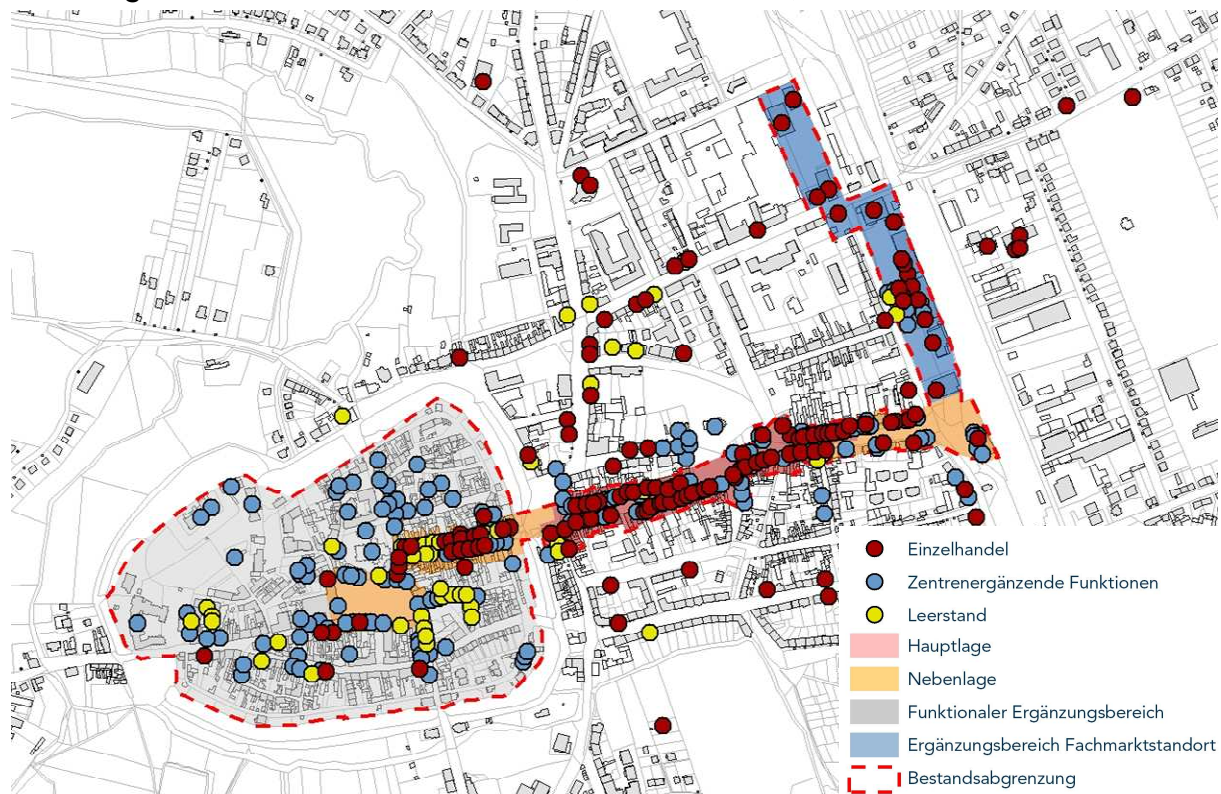 Einzelhandel
Zentrenergänzende Funktionen
Leerstand
Hauptlage
Nebenlage
Funktionaler Ergänzungsbereich
Ergänzungsbereich Fachmarktstandort
Bestandsabgrenzung